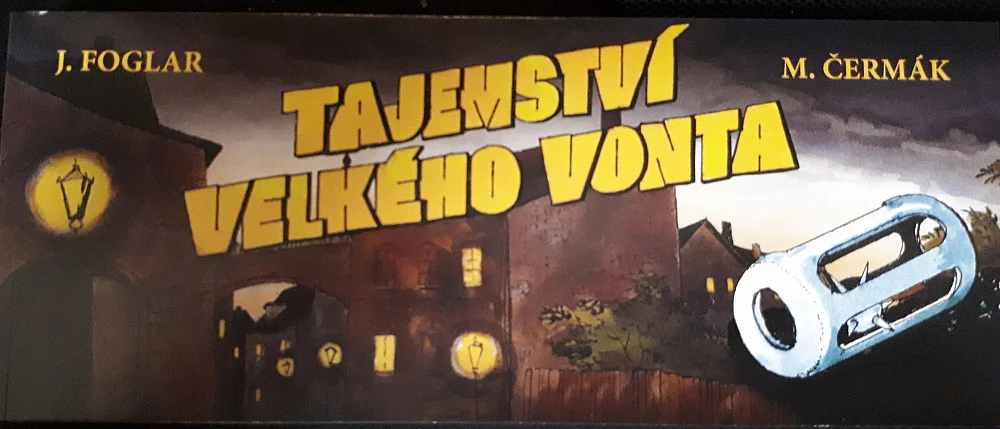 J. FOGLAR
M. ČERMÁK
TAJEMSTVÍ
VELKÉHO VONTA